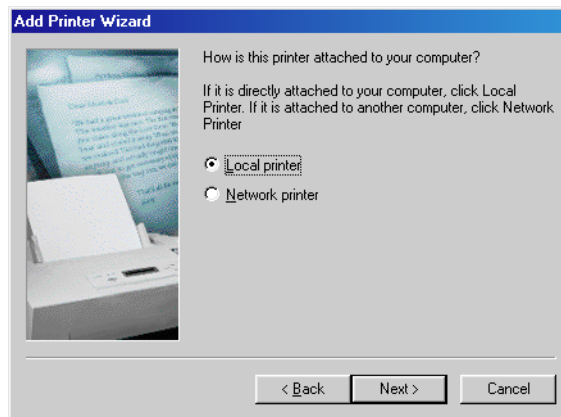 Add Printer Wizard
How is this printer attached to your computer?
If it is directly attached to your computer, click Local
Printer. If it is attached to another computer, click Network
Printer
Local printer
Network printer
< Back
Next >
Cancel